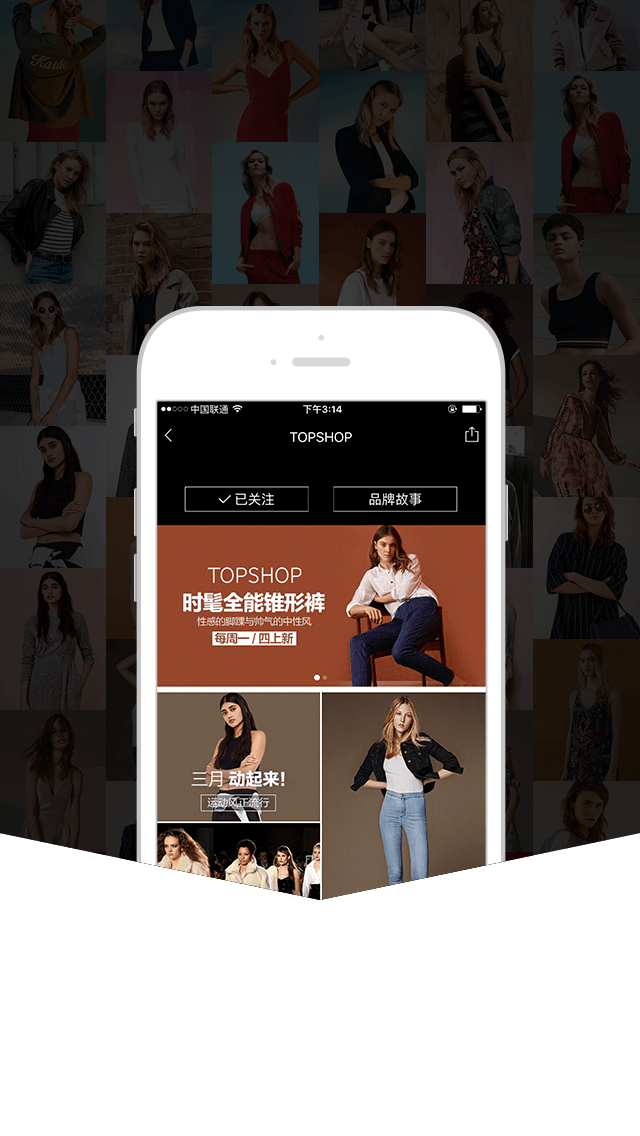 Karlie
中国联通 下午3:14
TOPSHOP
已关注 品牌故事
TOPSHOP
时髦全能锥形裤
性感的脚踝与帅气的中性风
每周一 / 四上新
三月 动起来!
运动风正流行